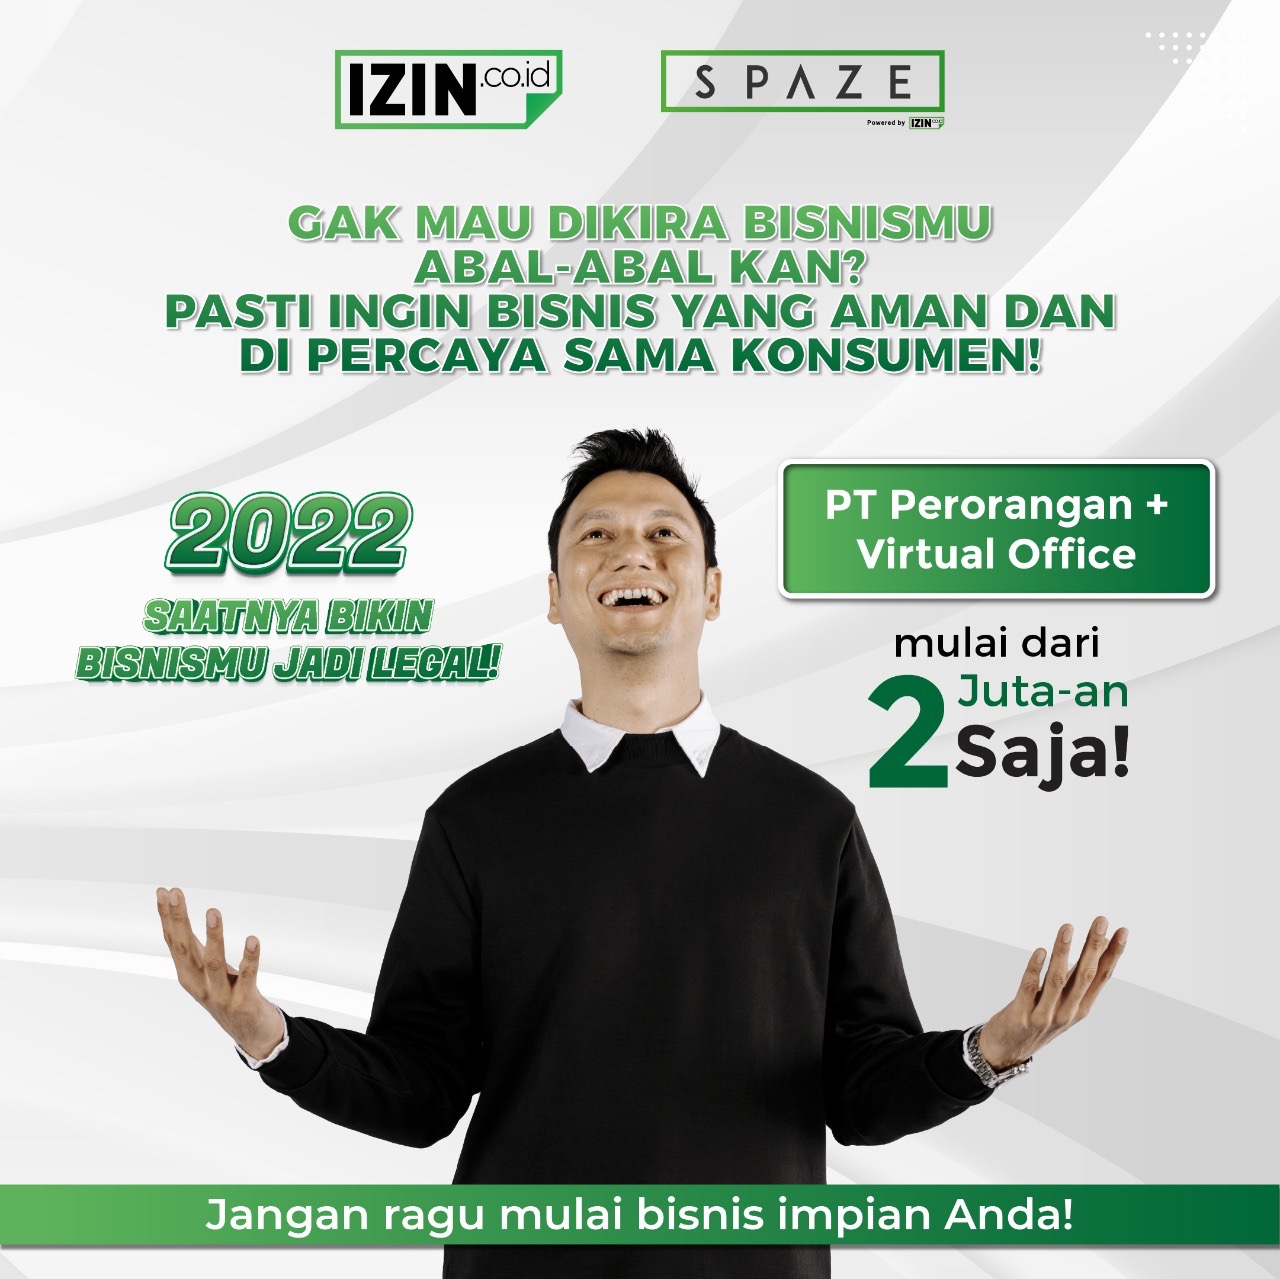 IZIN.co.id
SPAZE
Powered by IZIN.co.id
GAK MAU DIKIRA BISNISMU
ABAL-ABAL KAN?
PASTI INGIN BISNIS YANG AMAN DAN
DI PERCAYA SAMA KONSUMEN!
2022
SAATNYA BIKIN
BISNISMU JADI LEGAL!
PT Perorangan +
Virtual Office
mulai dari
2 Juta-an
Saja!
Jangan ragu mulai bisnis impian Anda!